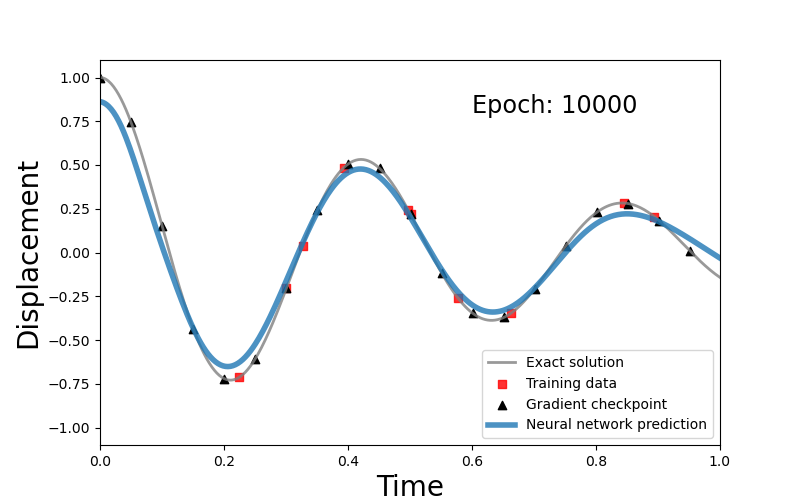 Epoch: 10000
Displacement
1.00
0.75
0.50
0.25
0.00
−0.25
−0.50
−0.75
−1.00
Exact solution
Training data
Gradient checkpoint
Neural network prediction
0.0 0.2 0.4 0.6 0.8 1.0
Time